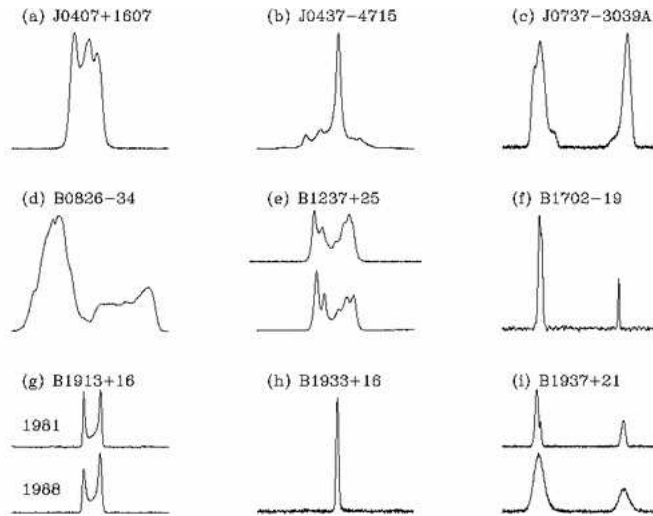 (a) J0407+1607
(b) J0437−4715
(c) J0737−3039A
(d) B0826−34
(e) B1237+25
(f) B1702−19
(g) B1913+16
1981
1988
(h) B1933+16
(i) B1937+21